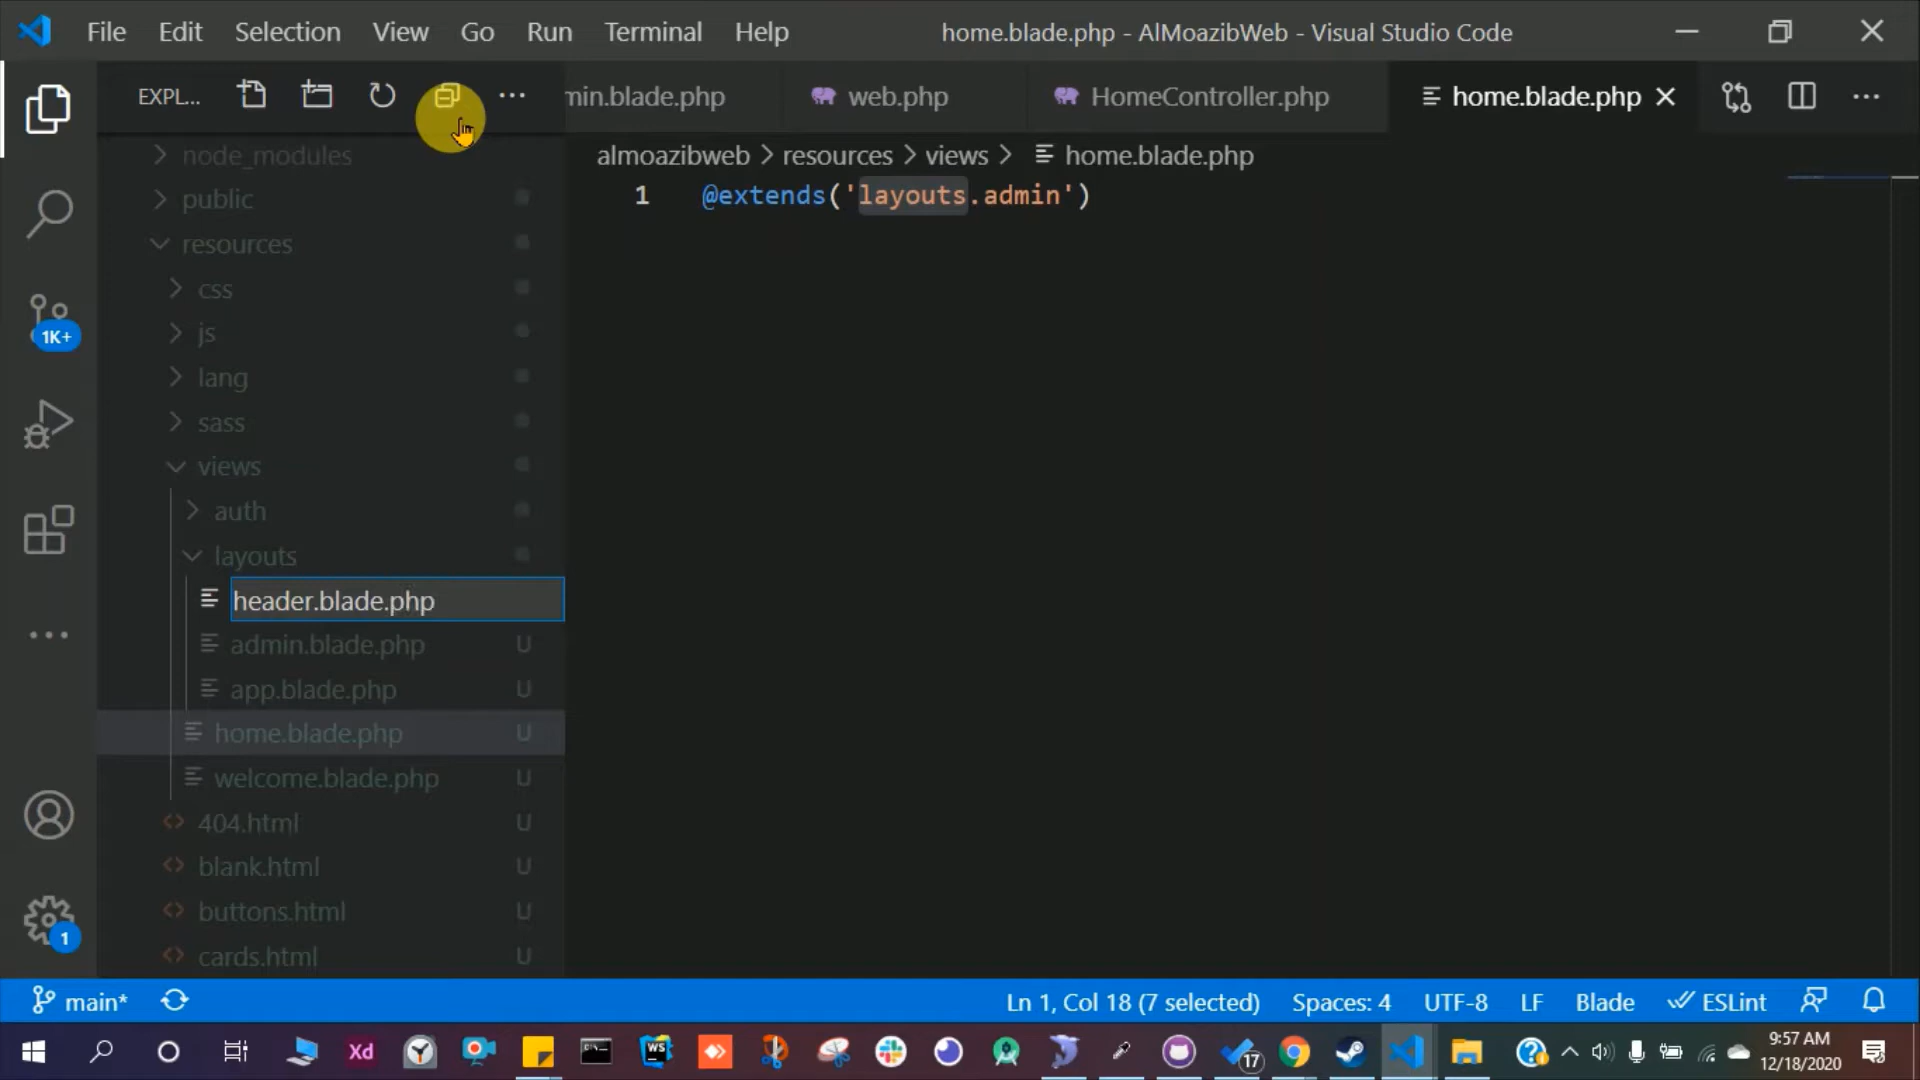 File Edit Selection View Go Run Terminal Help
home.blade.php - AlMoazibWeb - Visual Studio Code
EXPL...
min.blade.php
web.php
HomeController.php
home.blade.php
almoazibweb > resources > views > home.blade.php
1 @extends('layouts.admin')
node_modules
public
resources
css
js
lang
sass
views
auth
layouts
header.blade.php
admin.blade.php U
app.blade.php U
home.blade.php U
welcome.blade.php U
404.html U
blank.html U
buttons.html U
cards.html U
1K+
1
main*
Ln 1, Col 18 (7 selected) Spaces: 4 UTF-8 LF Blade ESLint
Xd
WS
17
9:57 AM
12/18/2020